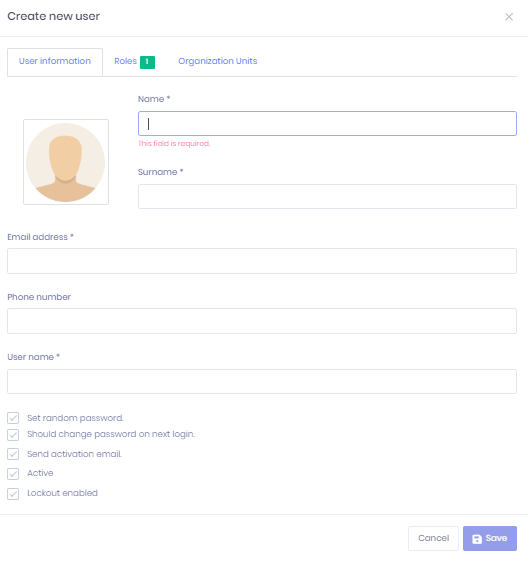 Create new user
User information Roles 1 Organization Units
Name *
This field is required.
Surname *
Email address *
Phone number
User name *
Set random password.
Should change password on next login.
Send activation email.
Active
Lockout enabled
Cancel Save